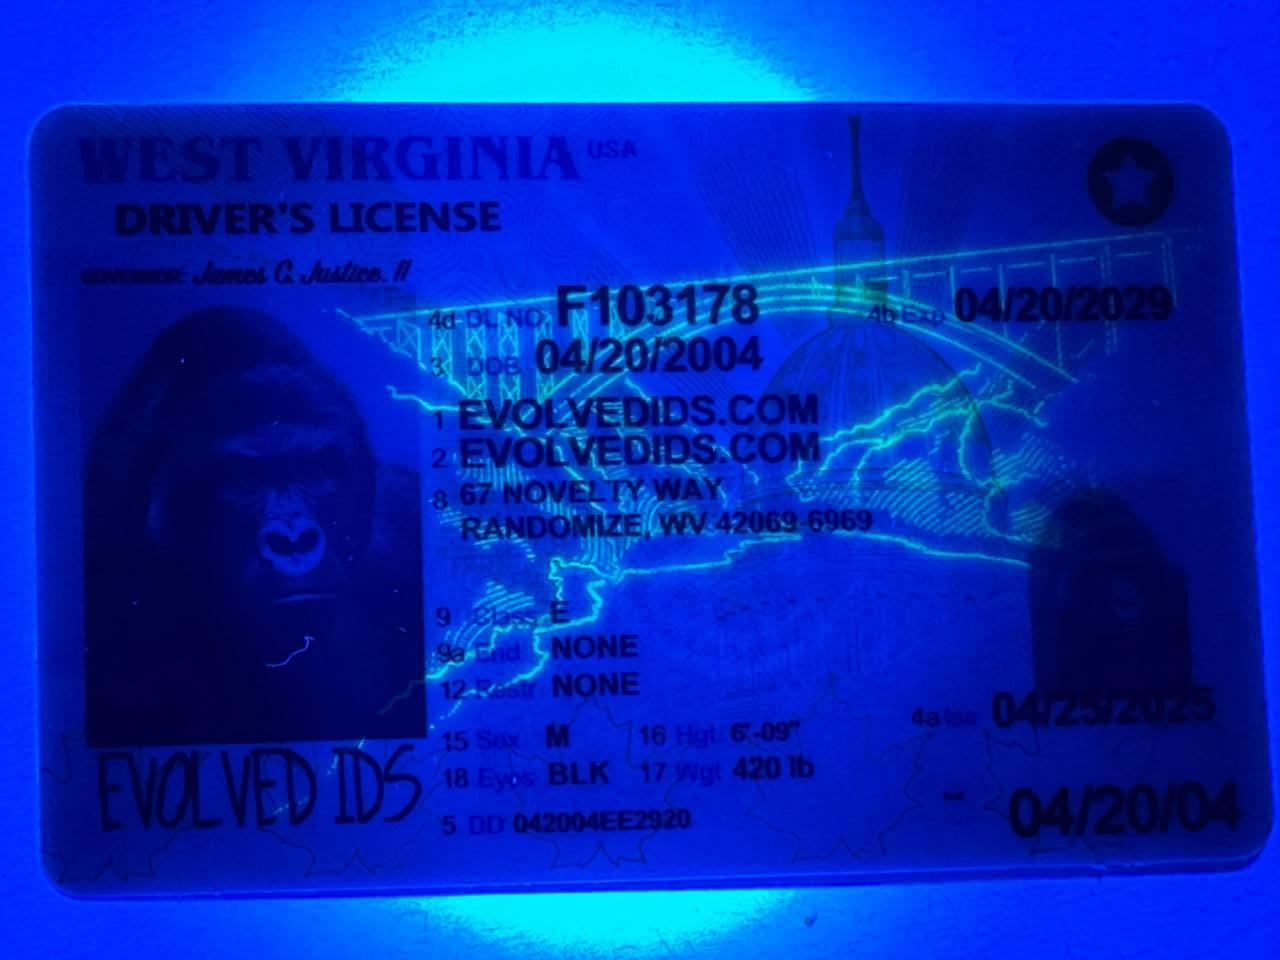 WEST VIRGINIA USA
DRIVER'S LICENSE
GOVERNOR: James C. Justice, II
4d DL NO. F103178 4b Exp 04/20/2029
3 DOB 04/20/2004
1 EVOLVEDIDS.COM
2 EVOLVEDIDS.COM
8 67 NOVELTY WAY
RANDOMIZE, WV 42069-6969
9 Class E
9a End NONE
12 Restr NONE
4a Iss 04/25/2025
15 Sex M 16 Hgt 6'-09"
18 Eyes BLK 17 Wgt 420 lb
EVOLVED IDS
5 DD 042004EE2920
04/20/04